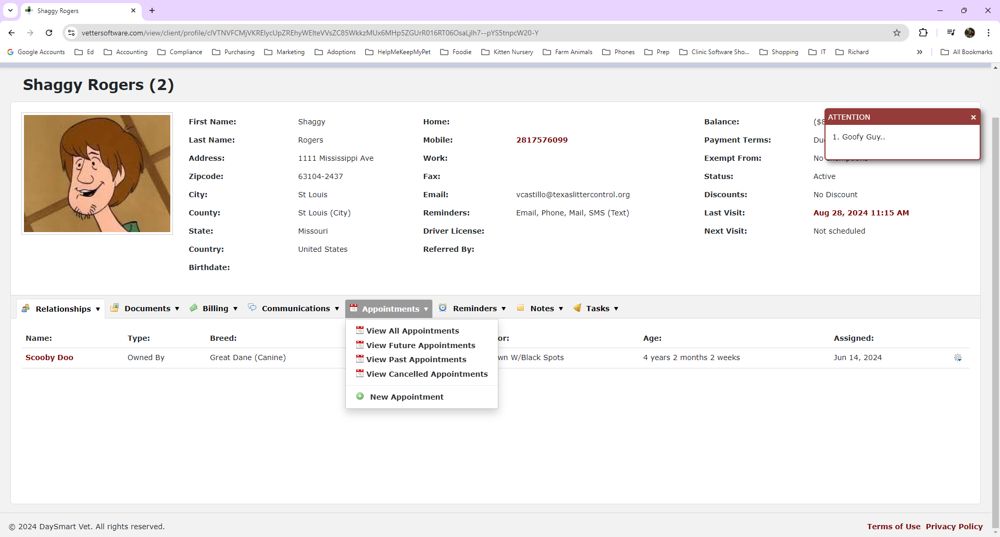 Shaggy Rogers
vettersoftware.com/view/client/profile/clVTNVFCMjVKRElycUpZREhyWElteVVsZC85WkkzMUx6MHp5ZGUrR016RT06OsaLjlh7--pYS5tnpcW20-Y
Google Accounts Ed Accounting Compliance Purchasing Marketing Adoptions HelpMeKeepMyPet Foodie Kitten Nursery Farm Animals Phones Prep Clinic Software Sho... Shopping IT Richard » All Bookmarks
Shaggy Rogers (2)
ATTENTION
1. Goofy Guy..
First Name: Shaggy Home: Balance: ($8
Last Name: Rogers Mobile: 2817576099 Payment Terms:
Address: 1111 Mississippi Ave Work: Exempt From: No
Zipcode: 63104-2437 Fax: Status: Active
City: St Louis Email: vcastillo@texaslittercontrol.org Discounts: No Discount
County: St Louis (City) Reminders: Email, Phone, Mail, SMS (Text) Last Visit: Aug 28, 2024 11:15 AM
State: Missouri Driver License: Next Visit: Not scheduled
Country: United States Referred By:
Birthdate:
Relationships ▼ Documents ▼ Billing ▼ Communications ▼ Appointments ▼ Reminders ▼ Notes ▼ Tasks ▼
View All Appointments
View Future Appointments
View Past Appointments
View Cancelled Appointments
New Appointment
Name: Type: Breed: or: Age: Assigned:
Scooby Doo Owned By Great Dane (Canine) wn W/Black Spots 4 years 2 months 2 weeks Jun 14, 2024
© 2024 DaySmart Vet. All rights reserved. Terms of Use Privacy Policy